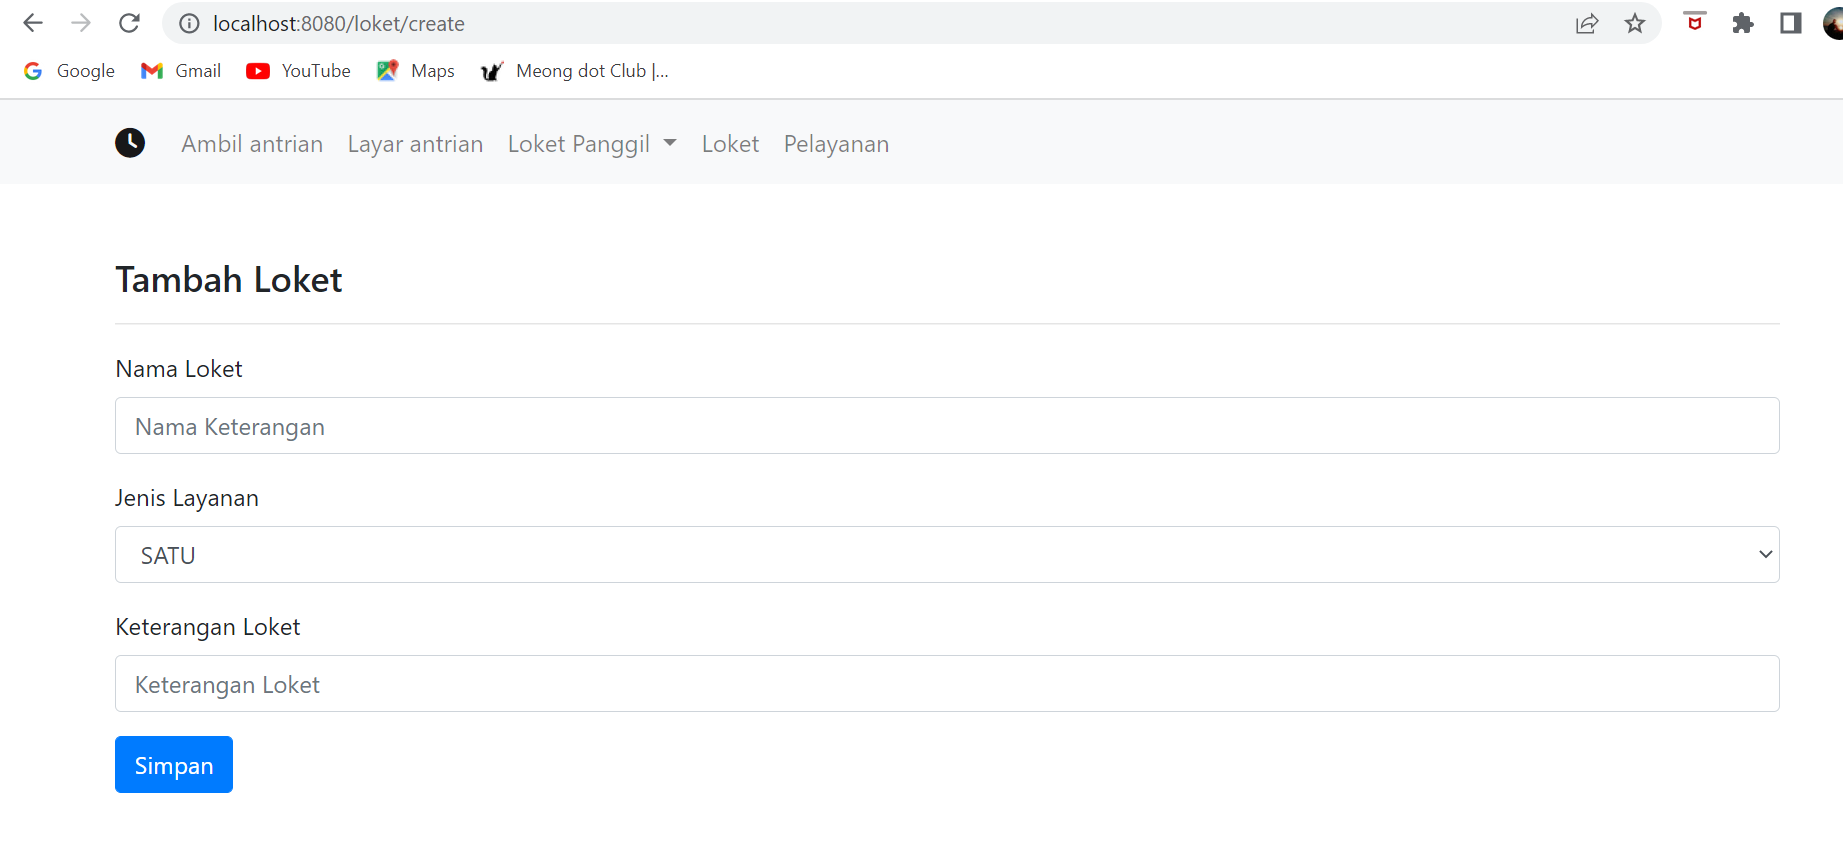 localhost:8080/loket/create
Google Gmail YouTube Maps Meong dot Club |...
Ambil antrian Layar antrian Loket Panggil Loket Pelayanan
Tambah Loket
Nama Loket
Nama Keterangan
Jenis Layanan
SATU
Keterangan Loket
Keterangan Loket
Simpan